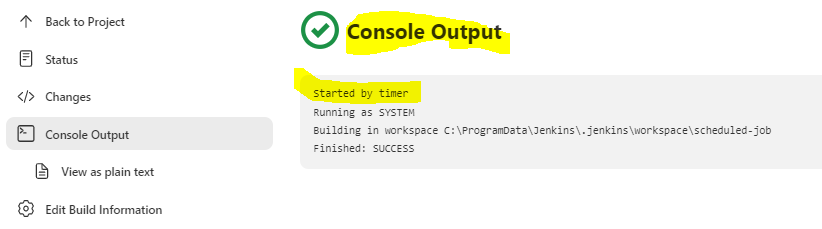 Back to Project
Status
Changes
Console Output
View as plain text
Edit Build Information
Console Output
Started by timer
Running as SYSTEM
Building in workspace C:\ProgramData\Jenkins\.jenkins\workspace\scheduled-job
Finished: SUCCESS